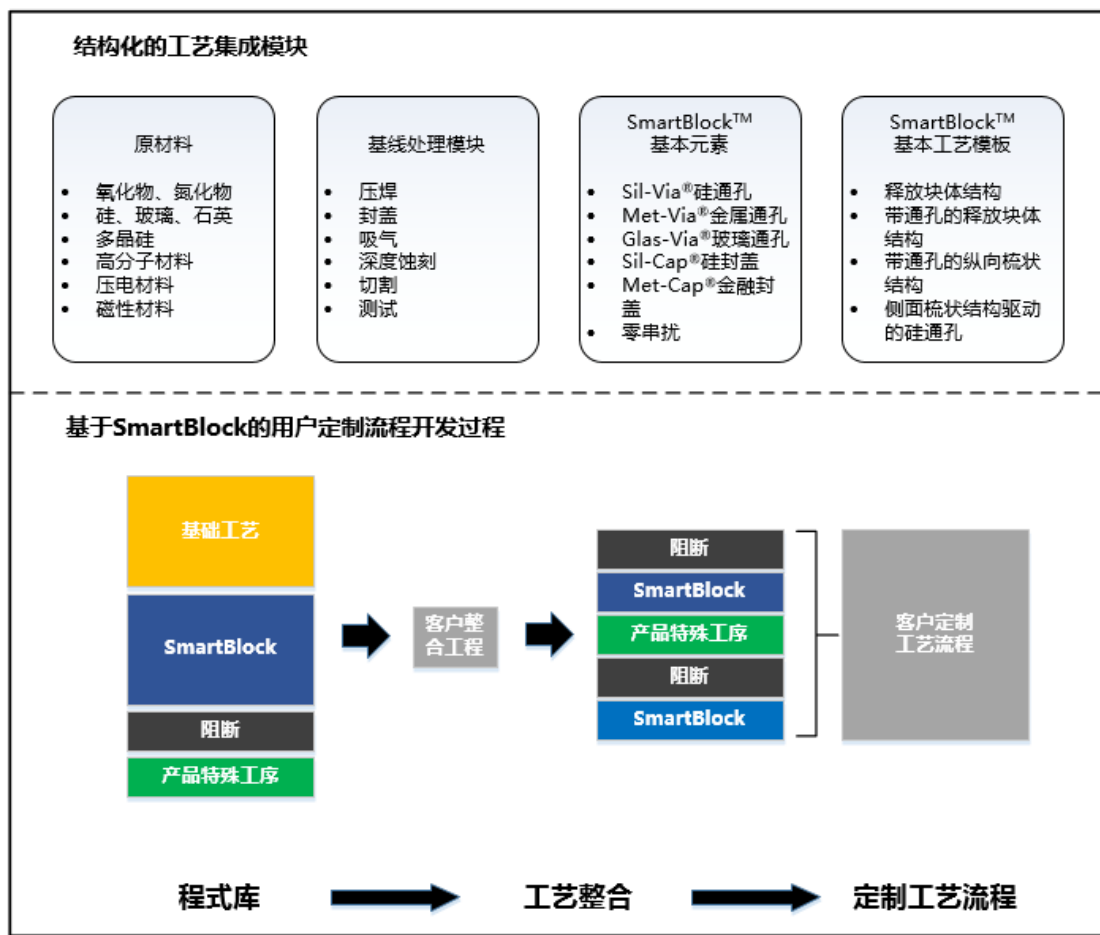 结构化的工艺集成模块
原材料
• 氧化物、氮化物
• 硅、玻璃、石英
• 多晶硅
• 高分子材料
• 压电材料
• 磁性材料
基线处理模块
• 压焊
• 封盖
• 吸气
• 深度蚀刻
• 切割
• 测试
SmartBlock™
基本元素
• Sil-Via®硅通孔
• Met-Via®金属通孔
• Glas-Via®玻璃通孔
• Sil-Cap®硅封盖
• Met-Cap®金融封
盖
• 零串扰
SmartBlock™
基本工艺模板
• 释放块体结构
• 带通孔的释放块体
结构
• 带通孔的纵向梳状
结构
• 侧面梳状结构驱动
的硅通孔
基于SmartBlock的用户定制流程开发过程
基础工艺
SmartBlock
阻断
产品特殊工序
客户整
合工程
阻断
SmartBlock
产品特殊工序
阻断
SmartBlock
客户定制
工艺流程
程式库
工艺整合
定制工艺流程